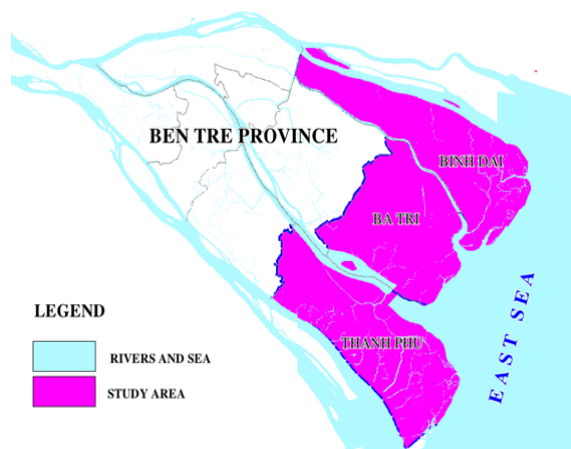 BEN TRE PROVINCE
BINH DAI
BA TRI
THANH PHU
EAST SEA
LEGEND
RIVERS AND SEA
STUDY AREA